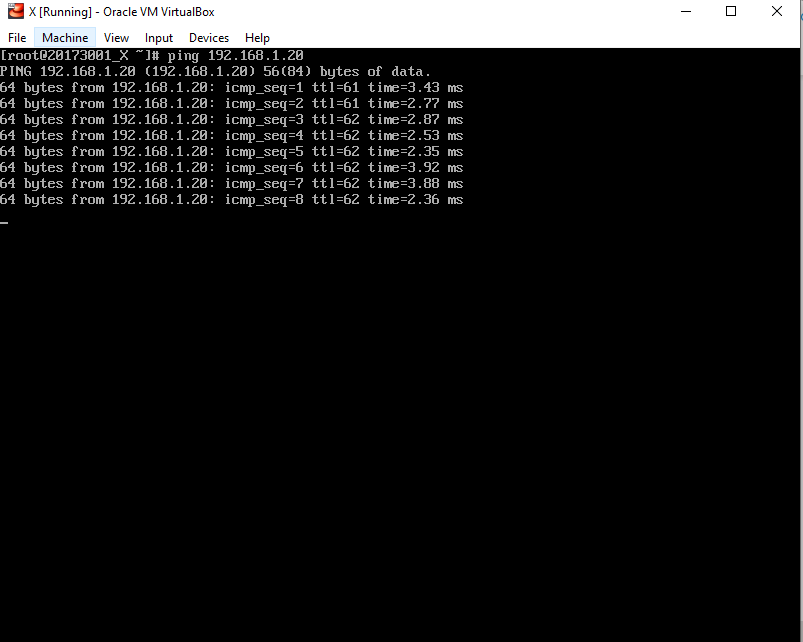 X [Running] - Oracle VM VirtualBox
File Machine View Input Devices Help
[root@20173001_X ~]# ping 192.168.1.20
PING 192.168.1.20 (192.168.1.20) 56(84) bytes of data.
64 bytes from 192.168.1.20: icmp_seq=1 ttl=61 time=3.43 ms
64 bytes from 192.168.1.20: icmp_seq=2 ttl=61 time=2.77 ms
64 bytes from 192.168.1.20: icmp_seq=3 ttl=62 time=2.87 ms
64 bytes from 192.168.1.20: icmp_seq=4 ttl=62 time=2.53 ms
64 bytes from 192.168.1.20: icmp_seq=5 ttl=62 time=2.35 ms
64 bytes from 192.168.1.20: icmp_seq=6 ttl=62 time=3.92 ms
64 bytes from 192.168.1.20: icmp_seq=7 ttl=62 time=3.88 ms
64 bytes from 192.168.1.20: icmp_seq=8 ttl=62 time=2.36 ms